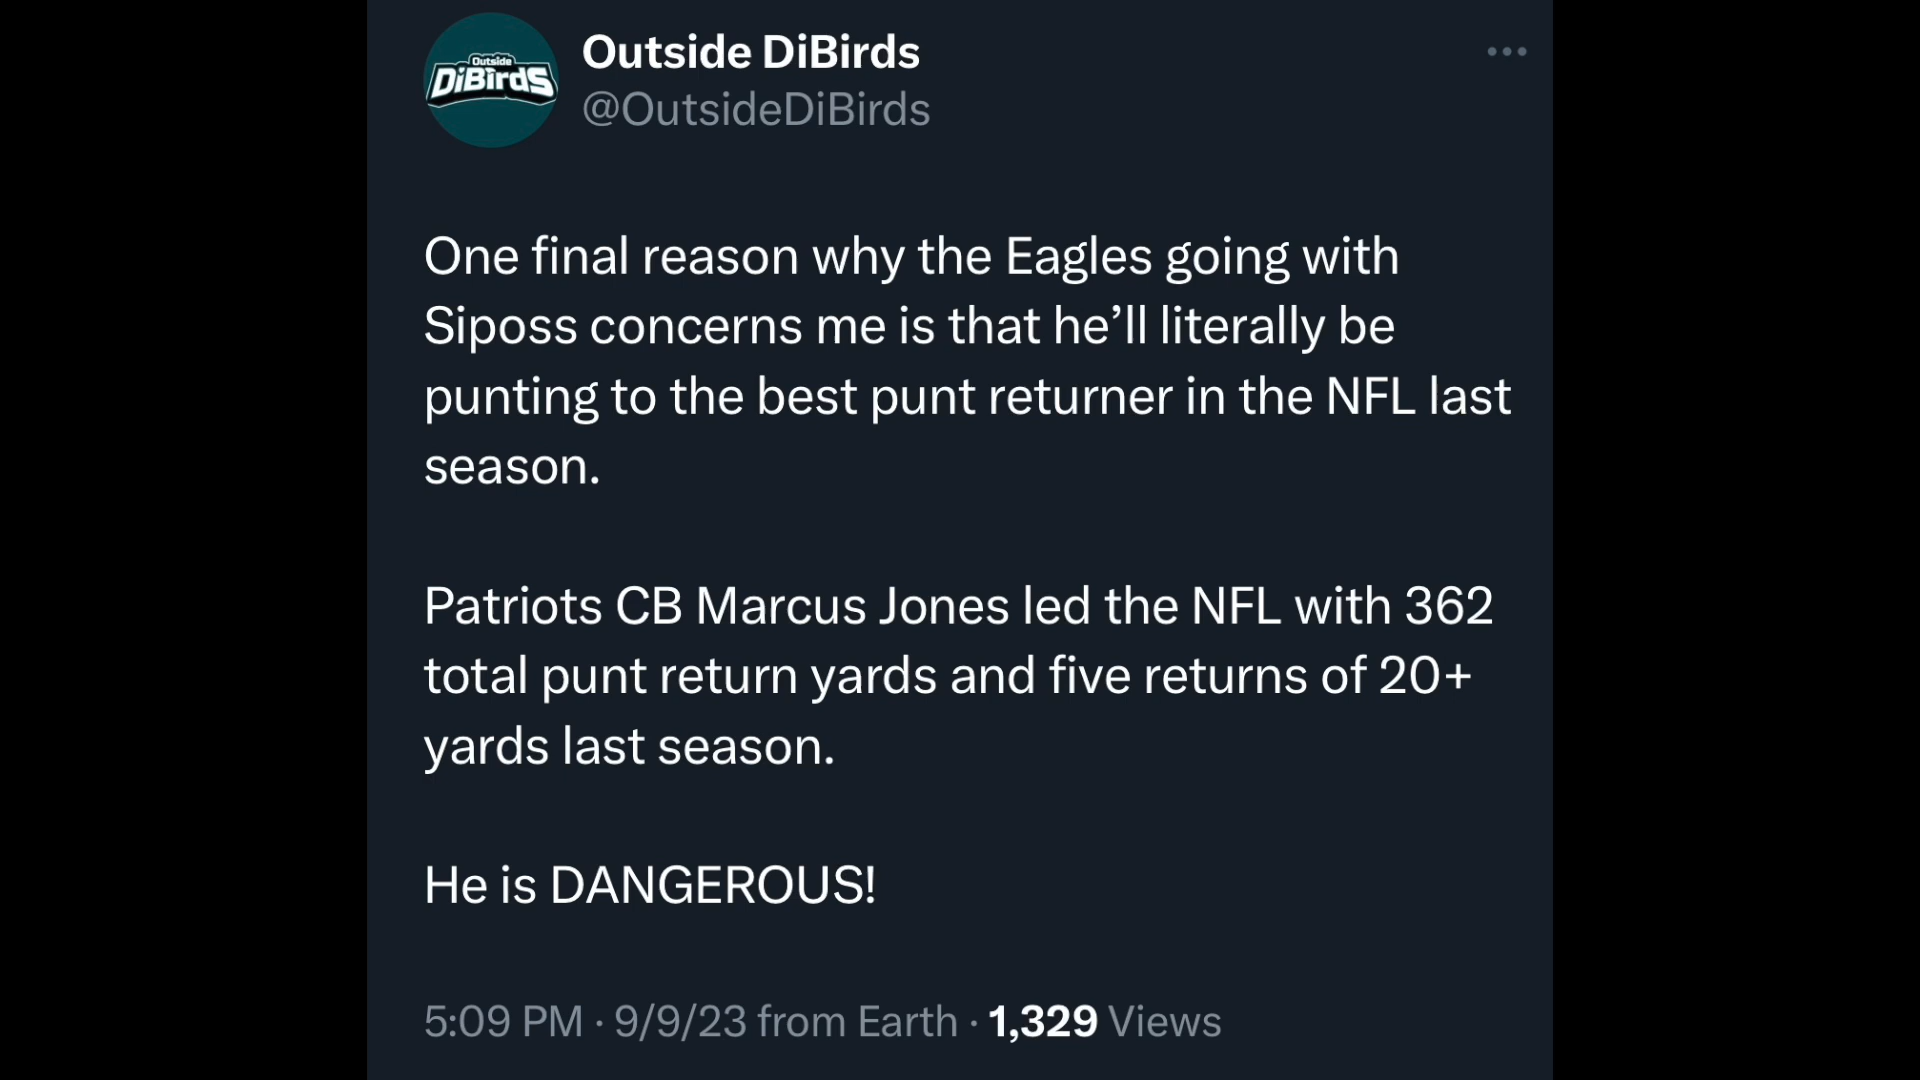 Outside DiBirds
@OutsideDiBirds
Outside
DiBirdS
One final reason why the Eagles going with
Siposs concerns me is that he’ll literally be
punting to the best punt returner in the NFL last
season.
Patriots CB Marcus Jones led the NFL with 362
total punt return yards and five returns of 20+
yards last season.
He is DANGEROUS!
5:09 PM · 9/9/23 from Earth · 1,329 Views